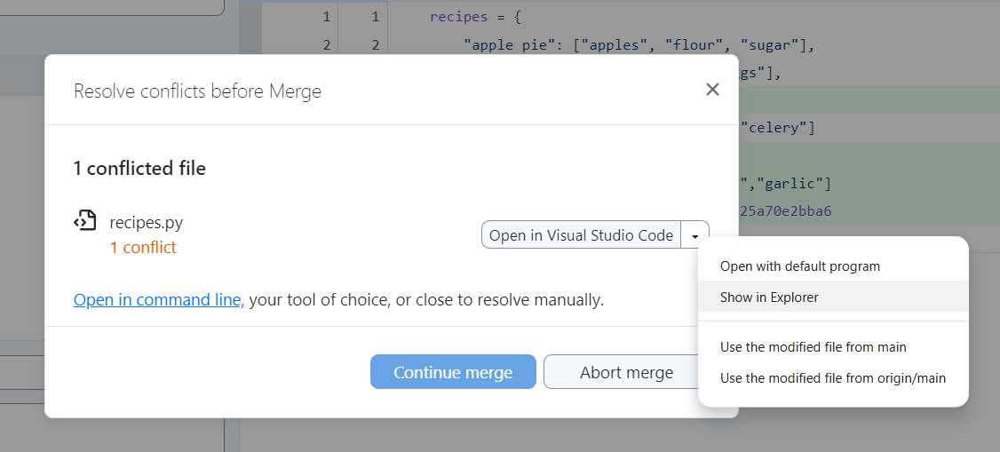 1 1 recipes = {
2 2 "apple pie": ["apples", "flour", "sugar"],
gs"],
"celery"]
","garlic"]
25a70e2bba6
Resolve conflicts before Merge
1 conflicted file
recipes.py
1 conflict
Open in Visual Studio Code
Open with default program
Show in Explorer
Use the modified file from main
Use the modified file from origin/main
Open in command line, your tool of choice, or close to resolve manually.
Continue merge
Abort merge